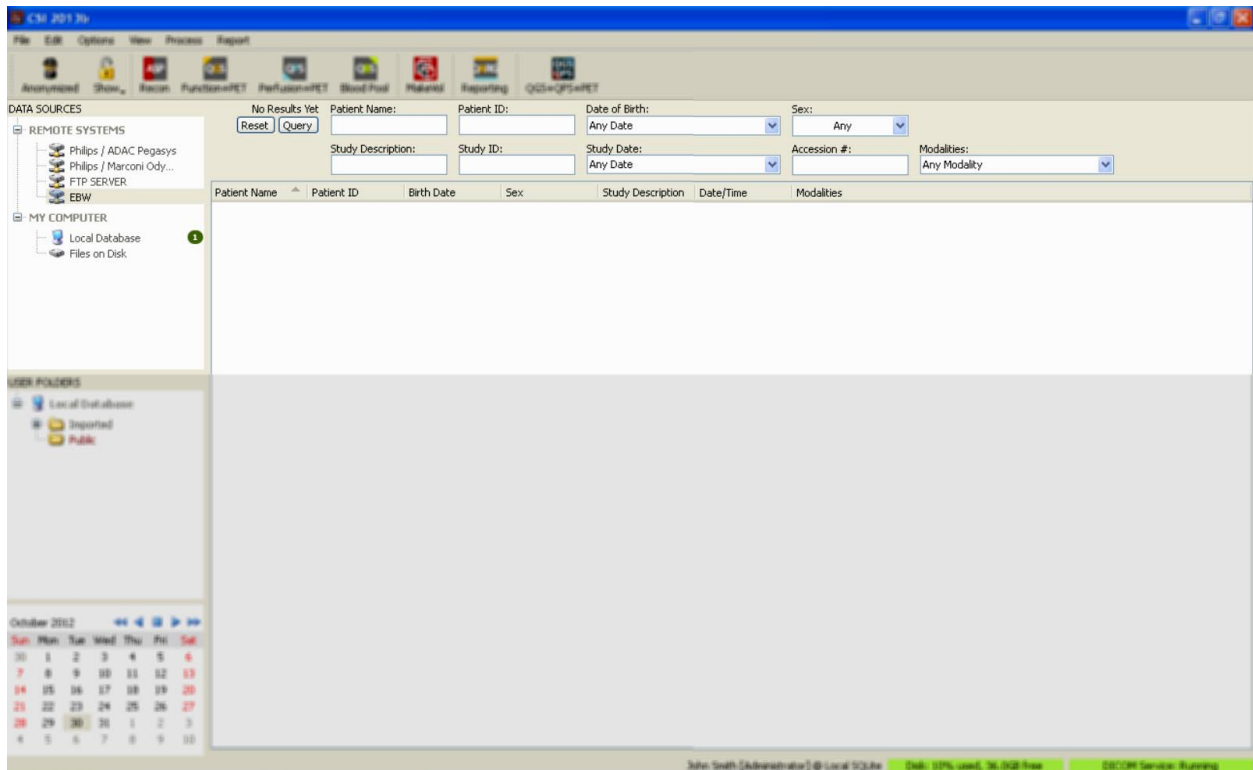 CSI 2013b
File Edit Options View Process Report
Anonymized Show... Recon Function+PET Perfusion+PET Blood Pool Material Reporting QGS+QPS+PET
DATA SOURCES
REMOTE SYSTEMS
Philips / ADAC Pegasys
Philips / Marconi Ody...
FTP SERVER
EBW
MY COMPUTER
Local Database 1
Files on Disk
No Results Yet Patient Name: Patient ID: Date of Birth: Sex:
Reset Query Any Date Any
Study Description: Study ID: Study Date: Accession #: Modalities:
Any Date Any Modality
Patient Name Patient ID Birth Date Sex Study Description Date/Time Modalities
USER FOLDERS
Local Database
Imported
Public
October 2012
Sun Mon Tue Wed Thu Fri Sat
30 1 2 3 4 5 6
7 8 9 10 11 12 13
14 15 16 17 18 19 20
21 22 23 24 25 26 27
28 29 30 31 1 2 3
4 5 6 7 8 9 10
John Smith [Administrator] @ Local SQLite Disk: 10% used, 36.0GB free DICOM Service: Running